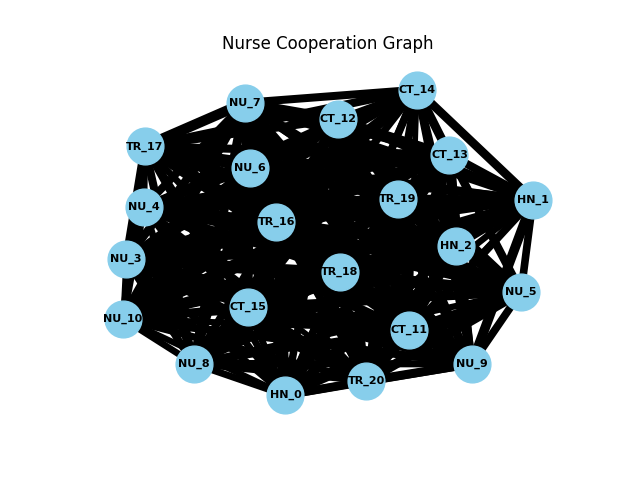 Nurse Cooperation Graph
CT_14
NU_7
CT_12
TR_17
CT_13
NU_6
TR_19
HN_1
NU_4
TR_16
HN_2
NU_3
TR_18
NU_5
CT_15
NU_10
CT_11
NU_8
NU_9
TR_20
HN_0